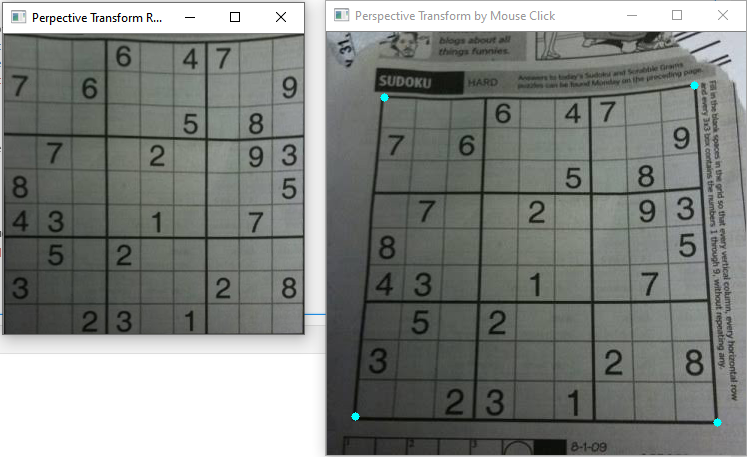 Perpective Transform R...
6 4 7
7 6 9
5 8
7 2 9 3
8 5
4 3 1 7
5 2
3 2 8
2 3 1
Perspective Transform by Mouse Click
31,
blogs about all
things funnies.
SUDOKU HARD
Answers to today's Sudoku and Scrabble Grams
puzzles can be found Monday on the preceding page.
6 4 7
7 6 9
5 8
7 2 9 3
8 5
4 3 1 7
5 2
3 2 8
2 3 1
Fill in the blank spaces in the grid so that every vertical column, every horizontal row
and every 3x3 box contains the numbers 1 through 9, without repeating any.
1 2 3
8-1-09